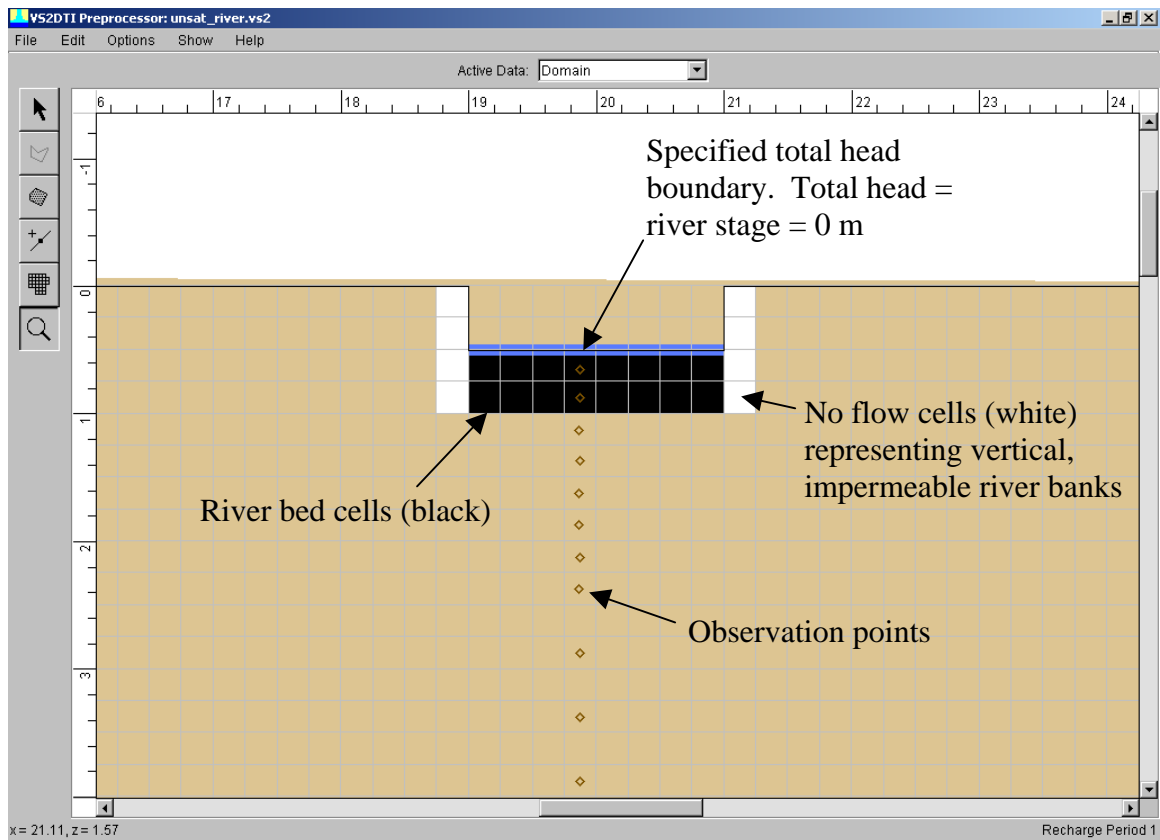 VS2DTI Preprocessor: unsat_river.vs2
File Edit Options Show Help
Active Data: Domain
6 17 18 19 20 21 22 23 24
-1
0
1
2
3
Specified total head
boundary. Total head =
river stage = 0 m
No flow cells (white)
representing vertical,
impermeable river banks
River bed cells (black)
Observation points
x = 21.11, z = 1.57
Recharge Period 1